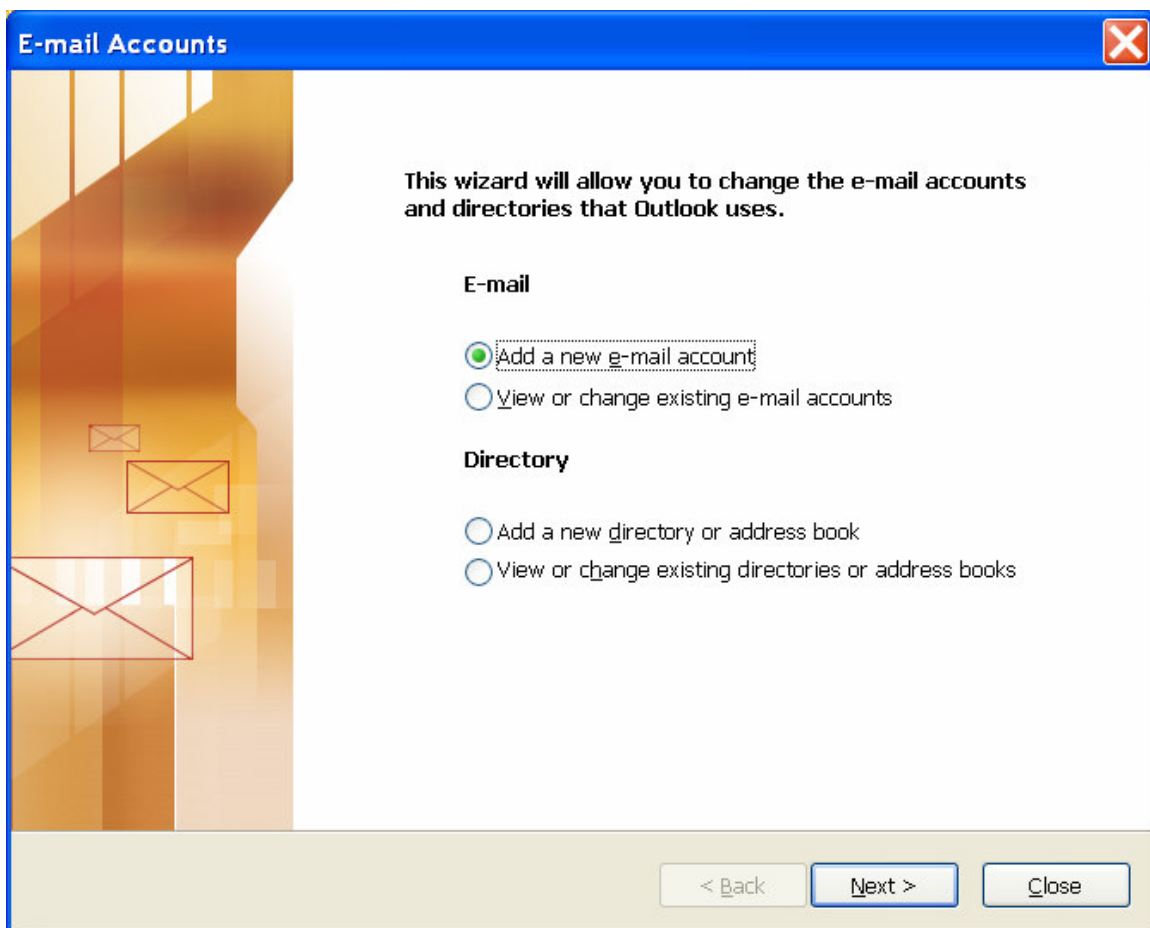 E-mail Accounts
This wizard will allow you to change the e-mail accounts
and directories that Outlook uses.
E-mail
Add a new e-mail account
View or change existing e-mail accounts
Directory
Add a new directory or address book
View or change existing directories or address books
< Back
Next >
Close